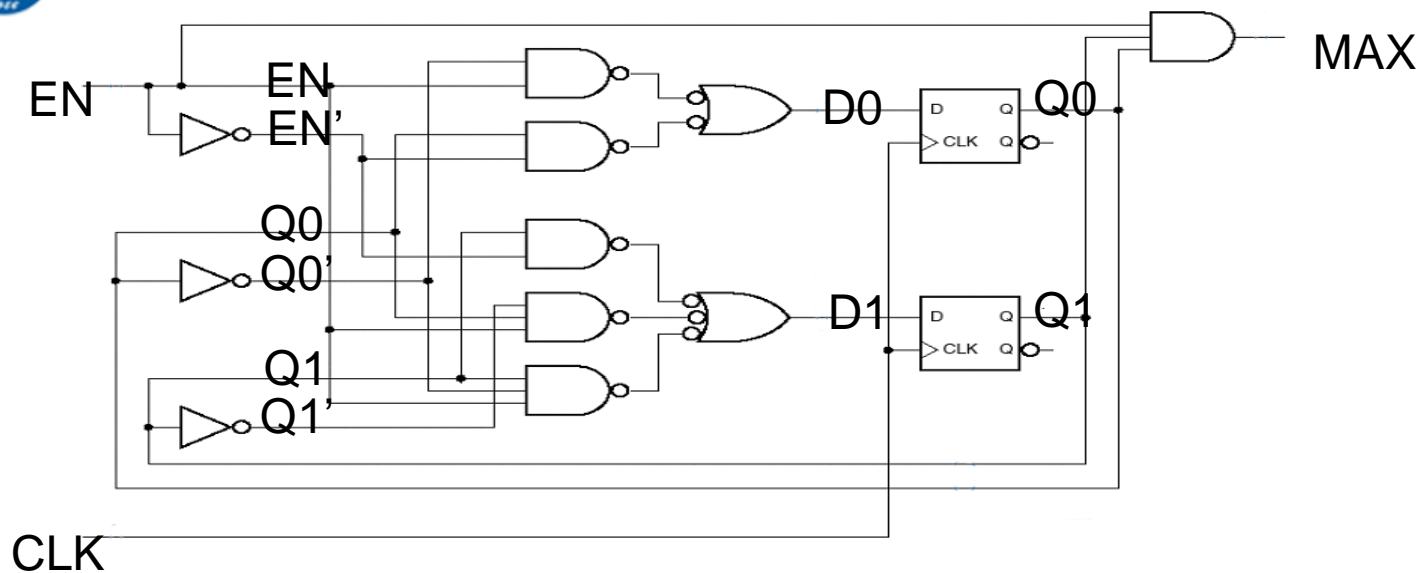 MAX
EN
EN
EN’
D0
D Q
Q0
CLK Q
Q0
Q0’
D1
D Q
Q1
CLK Q
Q1
Q1’
CLK